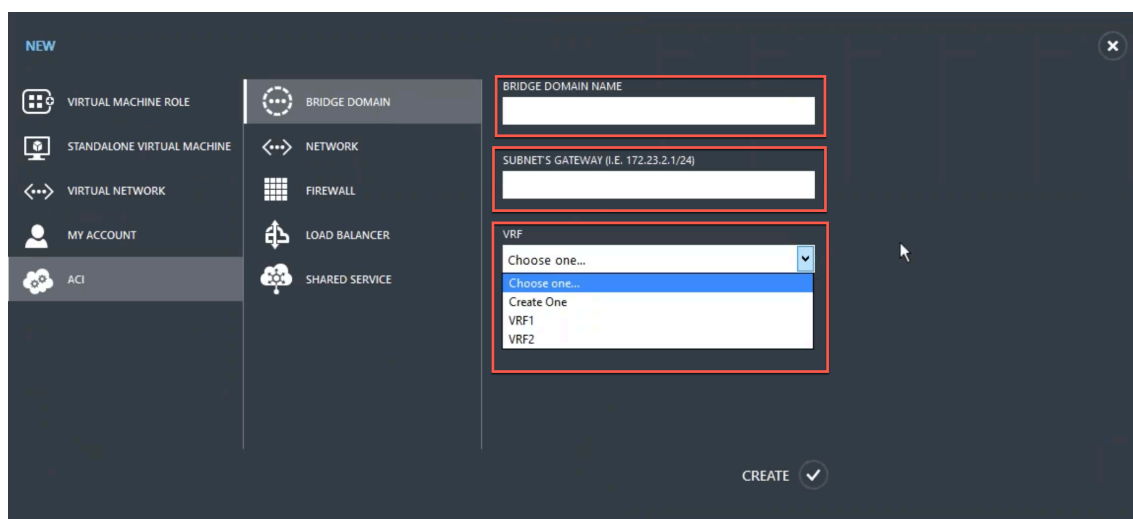 NEW
VIRTUAL MACHINE ROLE
STANDALONE VIRTUAL MACHINE
VIRTUAL NETWORK
MY ACCOUNT
ACI
BRIDGE DOMAIN
NETWORK
FIREWALL
LOAD BALANCER
SHARED SERVICE
BRIDGE DOMAIN NAME
SUBNET'S GATEWAY (I.E. 172.23.2.1/24)
VRF
Choose one...
Choose one...
Create One
VRF1
VRF2
CREATE